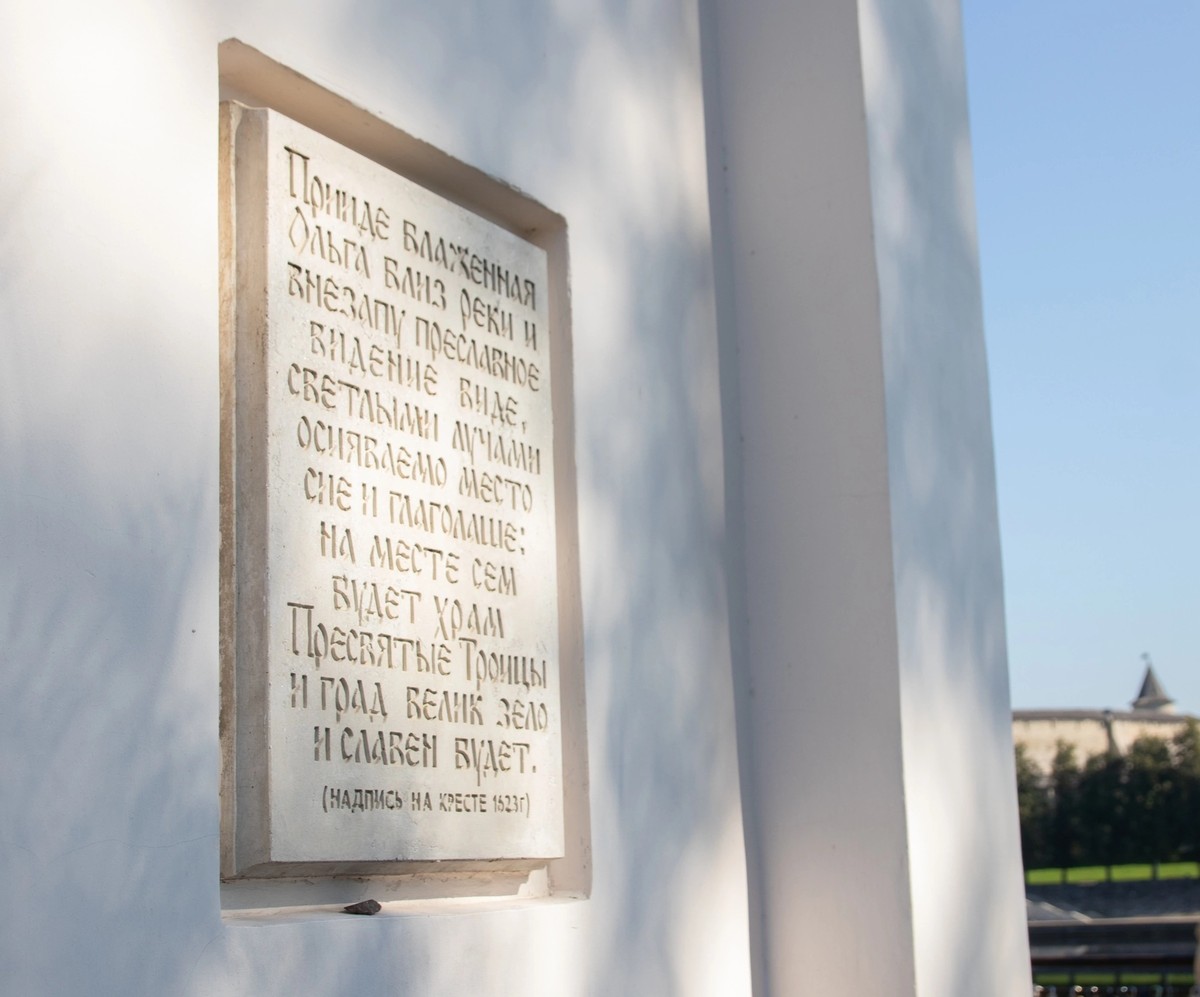 Прииде блаженная
Ольга близ реки и
внезапу преславное
видение виде,
светлыми лучами
осияваемо место
сие и глаголаше:
на месте сем
будет храм
Пресвятые Троицы
и град велик зело
и славен будет.
(надпись на кресте 1623г)